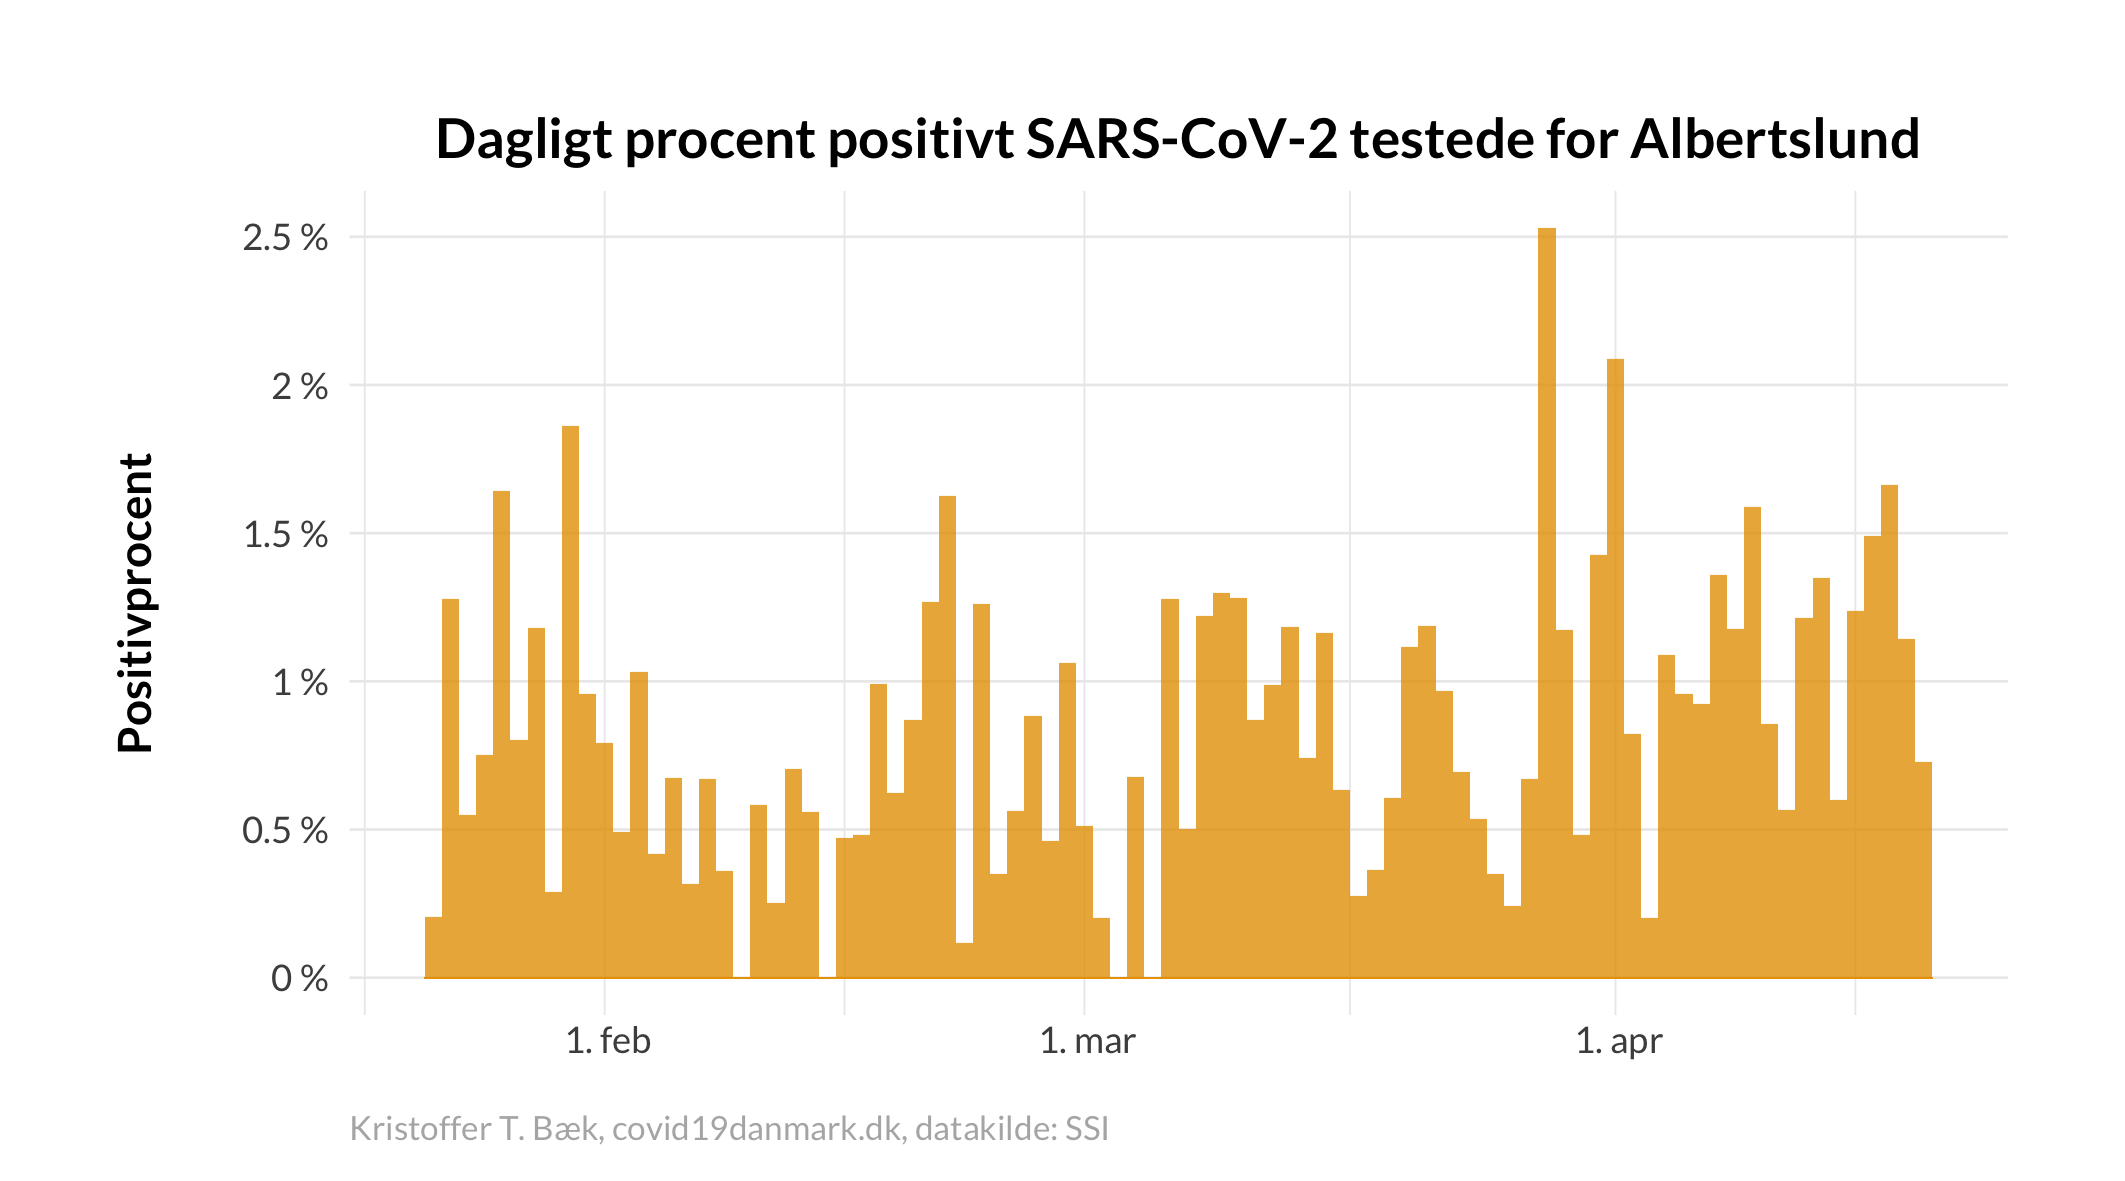 Dagligt procent positivt SARS-CoV-2 testede for Albertslund
Positivprocent
2.5 %
2 %
1.5 %
1 %
0.5 %
0 %
1. feb
1. mar
1. apr
Kristoffer T. Bæk, covid19danmark.dk, datakilde: SSI